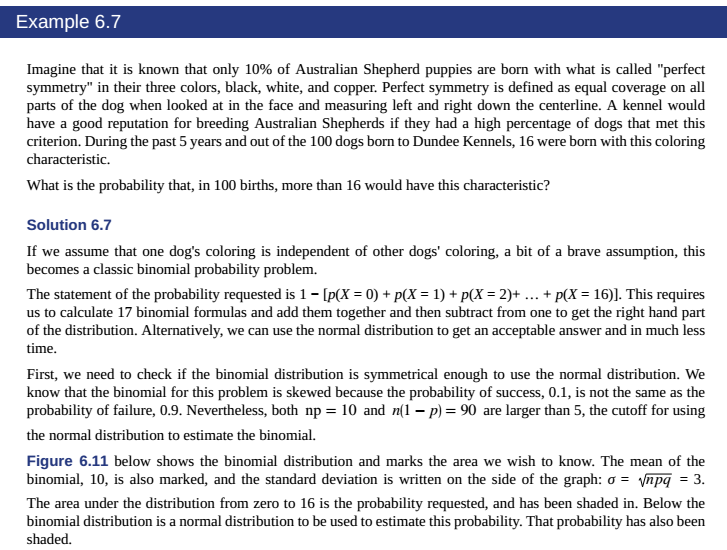 Example 6.7
Imagine that it is known that only 10% of Australian Shepherd puppies are born with what is called "perfect
symmetry" in their three colors, black, white, and copper. Perfect symmetry is defined as equal coverage on all
parts of the dog when looked at in the face and measuring left and right down the centerline. A kennel would
have a good reputation for breeding Australian Shepherds if they had a high percentage of dogs that met this
criterion. During the past 5 years and out of the 100 dogs born to Dundee Kennels, 16 were born with this coloring
characteristic.
What is the probability that, in 100 births, more than 16 would have this characteristic?
Solution 6.7
If we assume that one dog's coloring is independent of other dogs' coloring, a bit of a brave assumption, this
becomes a classic binomial probability problem.
The statement of the probability requested is 1 − [p(X = 0) + p(X = 1) + p(X = 2)+ … + p(X = 16)]. This requires
us to calculate 17 binomial formulas and add them together and then subtract from one to get the right hand part
of the distribution. Alternatively, we can use the normal distribution to get an acceptable answer and in much less
time.
First, we need to check if the binomial distribution is symmetrical enough to use the normal distribution. We
know that the binomial for this problem is skewed because the probability of success, 0.1, is not the same as the
probability of failure, 0.9. Nevertheless, both np = 10 and n(1 − p) = 90 are larger than 5, the cutoff for using
the normal distribution to estimate the binomial.
Figure 6.11 below shows the binomial distribution and marks the area we wish to know. The mean of the
binomial, 10, is also marked, and the standard deviation is written on the side of the graph: σ = √npq = 3.
The area under the distribution from zero to 16 is the probability requested, and has been shaded in. Below the
binomial distribution is a normal distribution to be used to estimate this probability. That probability has also been
shaded.